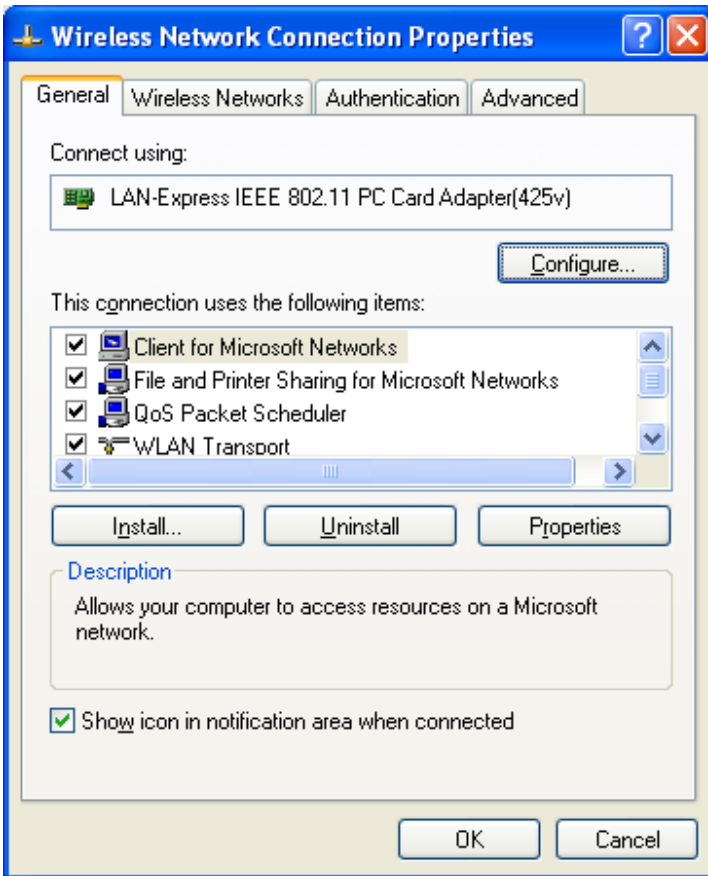 Wireless Network Connection Properties
General Wireless Networks Authentication Advanced
Connect using:
LAN-Express IEEE 802.11 PC Card Adapter(425v)
Configure...
This connection uses the following items:
Client for Microsoft Networks
File and Printer Sharing for Microsoft Networks
QoS Packet Scheduler
WLAN Transport
Install... Uninstall Properties
Description
Allows your computer to access resources on a Microsoft
network.
Show icon in notification area when connected
OK Cancel